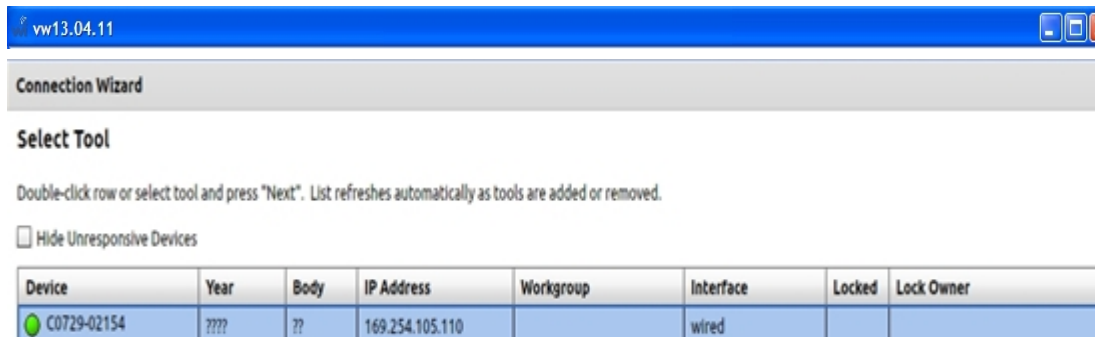 vw13.04.11
Connection Wizard
Select Tool
Double-click row or select tool and press "Next". List refreshes automatically as tools are added or removed.
Hide Unresponsive Devices
Device Year Body IP Address Workgroup Interface Locked Lock Owner
C0729-02154 ???? ?? 169.254.105.110 wired